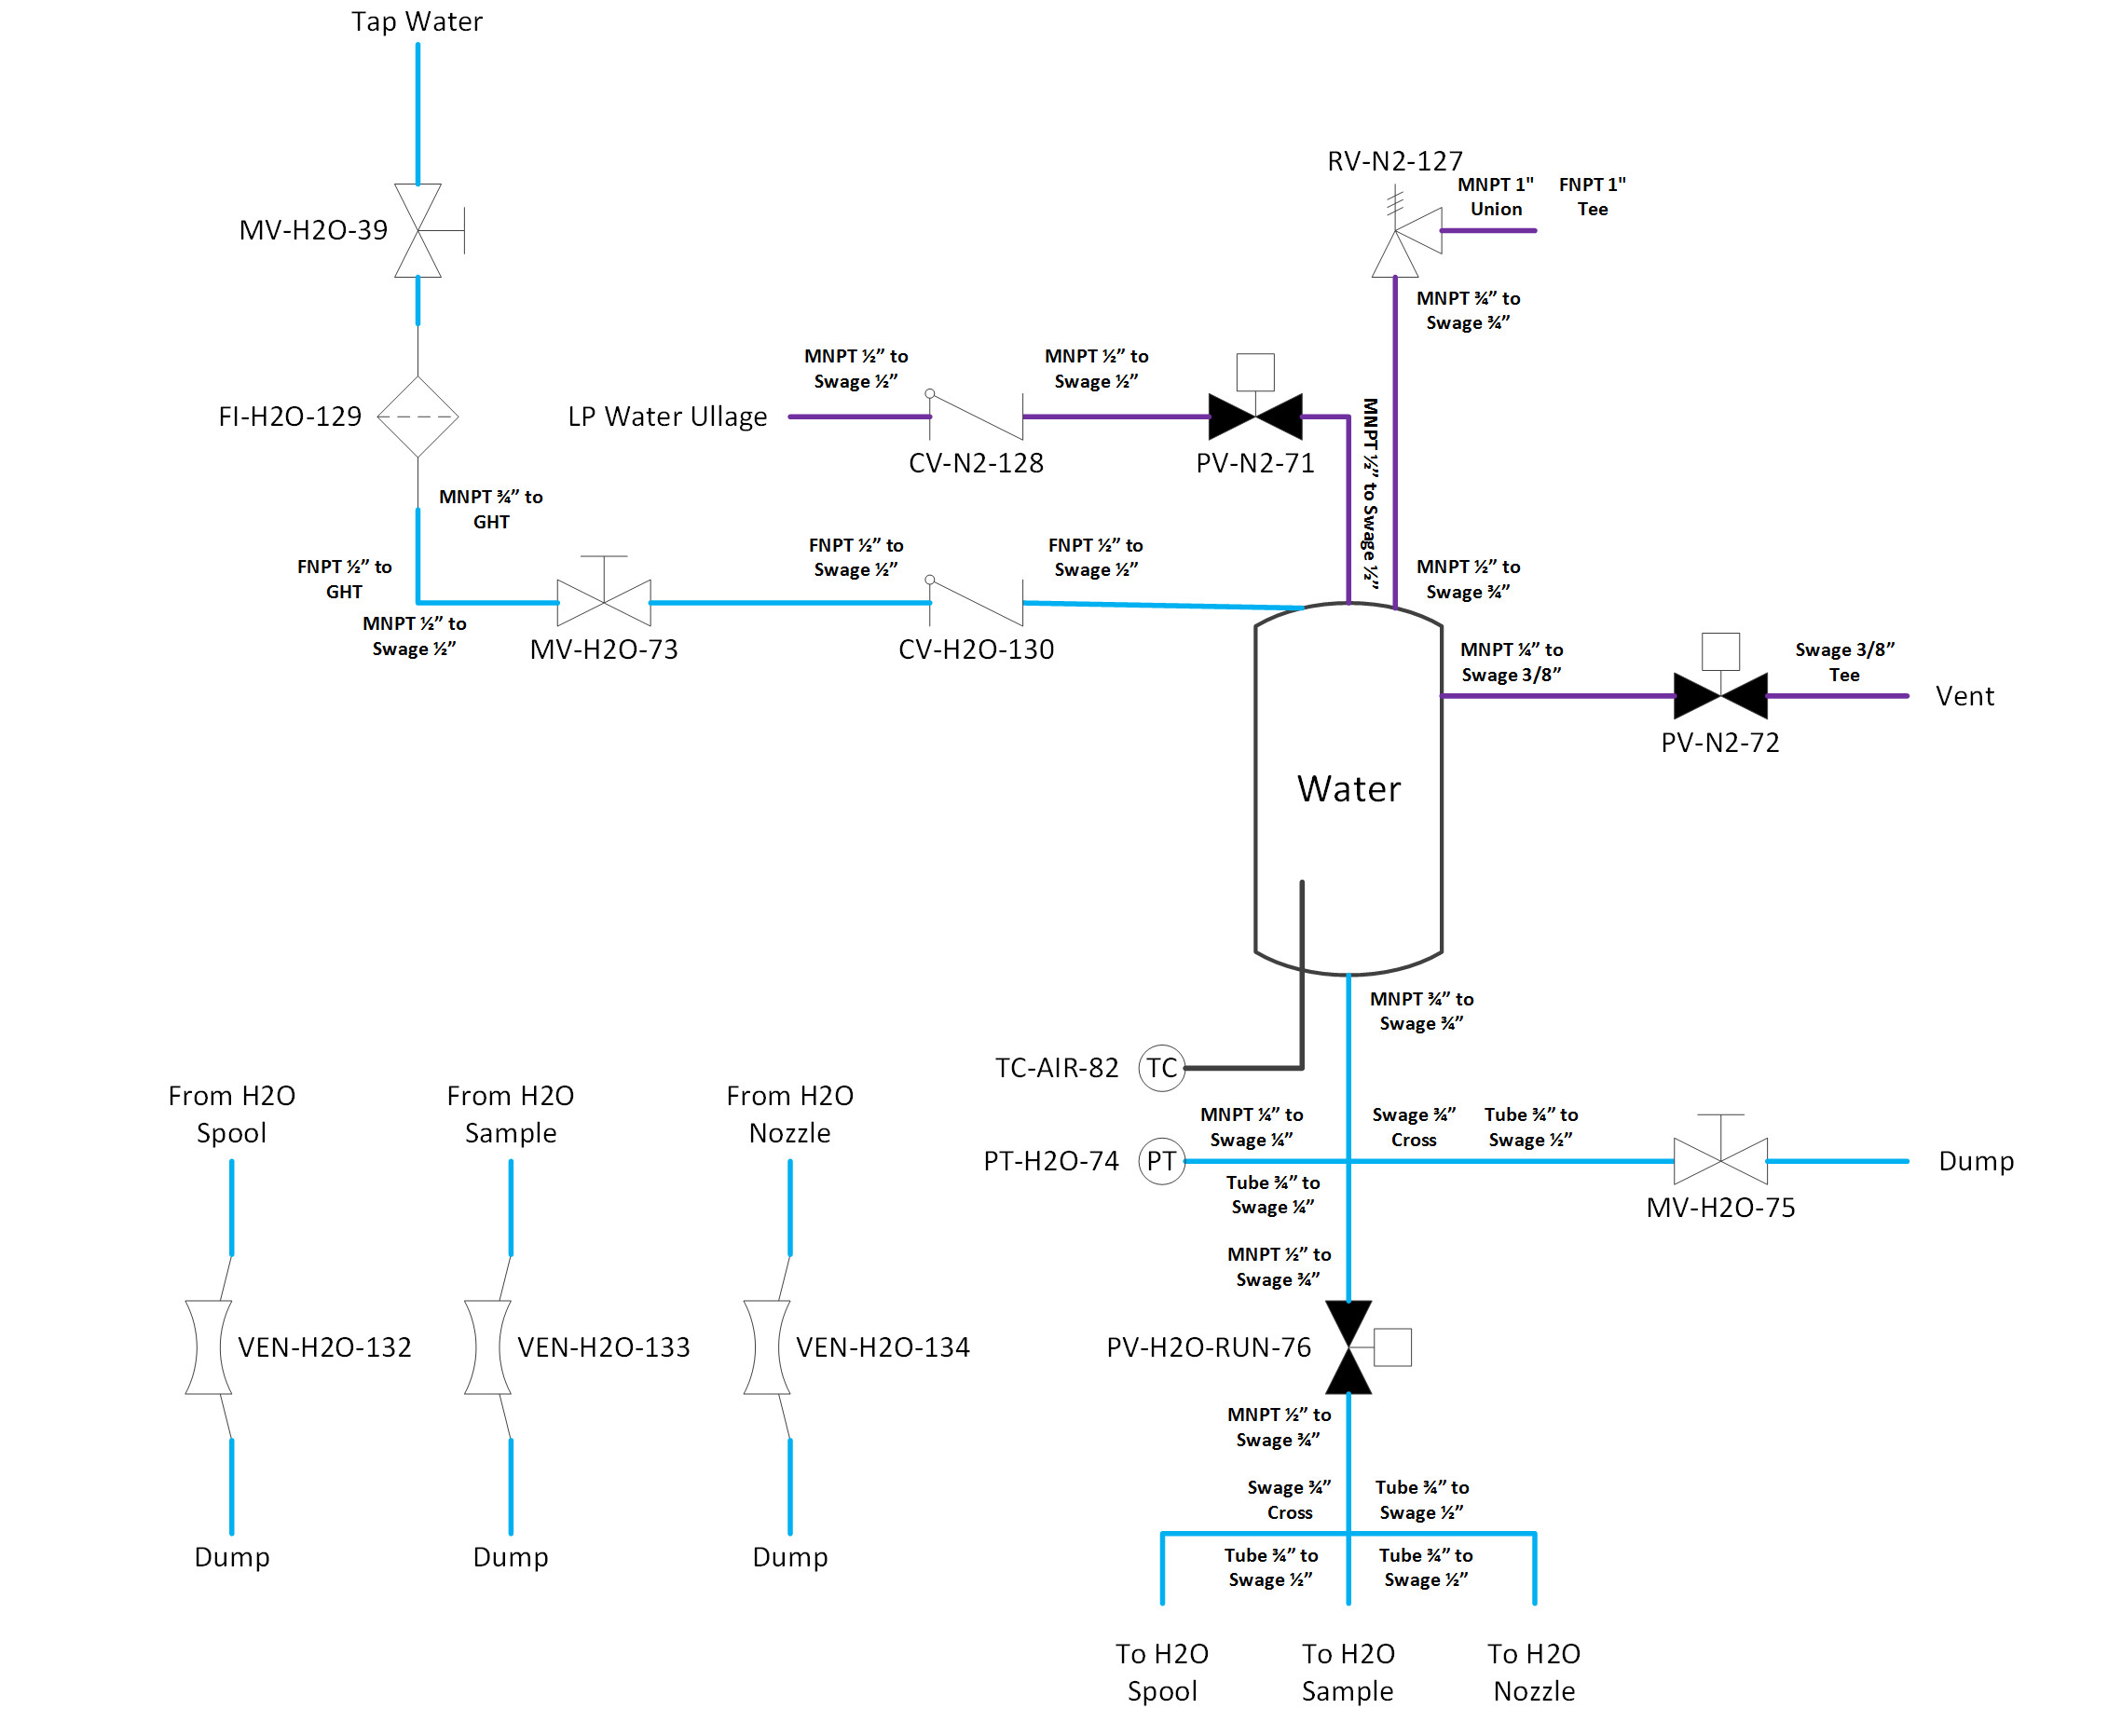 Tap Water
MV-H2O-39
FI-H2O-129
MNPT ¾” to
GHT
FNPT ½” to
GHT
MNPT ½” to
Swage ½”
MV-H2O-73
LP Water Ullage
MNPT ½” to
Swage ½”
CV-N2-128
MNPT ½” to
Swage ½”
PV-N2-71
MNPT ½” to Swage ½”
FNPT ½” to
Swage ½”
CV-H2O-130
FNPT ½” to
Swage ½”
RV-N2-127
MNPT 1"
Union
FNPT 1"
Tee
MNPT ¾” to
Swage ¾”
MNPT ½” to
Swage ¾”
MNPT ¼” to
Swage 3/8”
Swage 3/8”
Tee
Vent
PV-N2-72
Water
MNPT ¾” to
Swage ¾”
TC-AIR-82
TC
MNPT ¼” to
Swage ¼”
Swage ¾”
Cross
Tube ¾” to
Swage ½”
PT-H2O-74
PT
Dump
Tube ¾” to
Swage ¼”
MV-H2O-75
MNPT ½” to
Swage ¾”
PV-H2O-RUN-76
MNPT ½” to
Swage ¾”
Swage ¾”
Cross
Tube ¾” to
Swage ½”
Tube ¾” to
Swage ½”
Tube ¾” to
Swage ½”
To H2O
Spool
To H2O
Sample
To H2O
Nozzle
From H2O
Spool
From H2O
Sample
From H2O
Nozzle
VEN-H2O-132
VEN-H2O-133
VEN-H2O-134
Dump
Dump
Dump